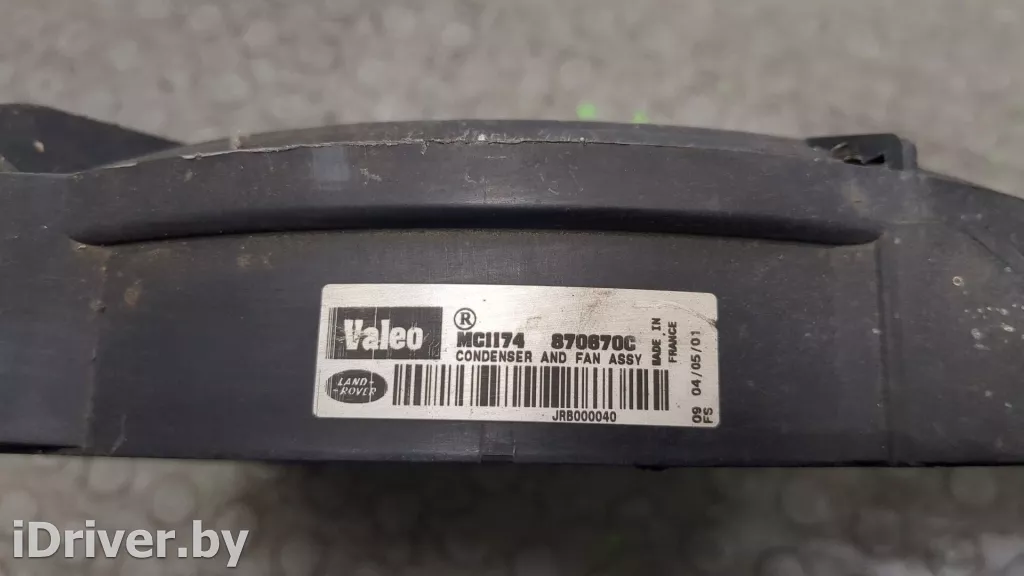 Valeo ®
MC1174 870670C
CONDENSER AND FAN ASSY
LAND-
-ROVER
JRB000040
MADE IN
FRANCE
09 04/05/01
FS
iDriver.by